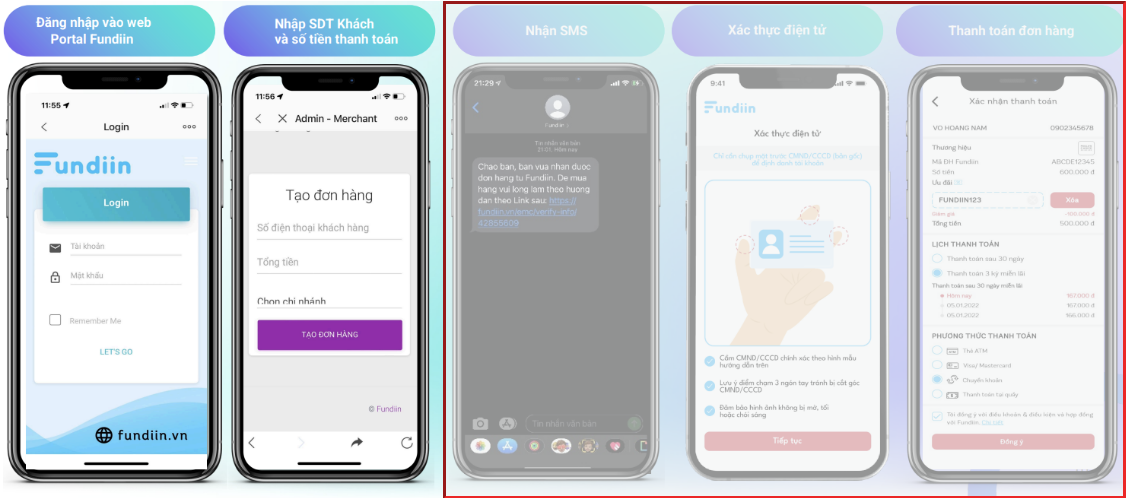 Đăng nhập vào web
Portal Fundiin
11:55
Login
Fundiin
Login
Tài khoản
Mật khẩu
Remember Me
LET'S GO
fundiin.vn
Nhập SDT Khách
và số tiền thanh toán
11:56
Admin - Merchant
Tạo đơn hàng
Số điện thoại khách hàng
Tổng tiền
Chọn chi nhánh
TẠO ĐƠN HÀNG
© Fundiin
Nhận SMS
21:29
Fundiin
Tin nhắn văn bản
21:01, Hôm nay
Chao ban, ban vua nhan duoc
don hang tu Fundiin. De mua
hang vui long lam theo huong
dan theo Link sau: https://
fundiin.vn/emc/verify-info/
42865609
Tin nhắn văn bản
Xác thực điện tử
9:41
Fundiin
Xác thực điện tử
Chỉ cần chụp mặt trước CMND/CCCD (bản gốc)
để định danh tài khoản
Cầm CMND/CCCD chính xác theo hình mẫu
hướng dẫn trên
Lưu ý điểm chạm 3 ngón tay tránh bị cắt góc
CMND/CCCD
Đảm bảo hình ảnh không bị mờ, tối
hoặc chói sáng
Tiếp tục
Thanh toán đơn hàng
Xác nhận thanh toán
VO HOANG NAM 0902345678
Thương hiệu
Mã ĐH Fundiin ABCDE12345
Số tiền 600.000 đ
Ưu đãi
FUNDIIN123 Xóa
Giảm giá -100.000 đ
Tổng tiền 500.000 đ
LỊCH THANH TOÁN
Thanh toán sau 30 ngày
Thanh toán 3 kỳ miễn lãi
Thanh toán sau 30 ngày miễn lãi
Hôm nay 167.000 đ
05.01.2022 167.000 đ
05.01.2022 166.000 đ
PHƯƠNG THỨC THANH TOÁN
Thẻ ATM
Visa/ Mastercard
Chuyển khoản
Thanh toán tại quầy
Tôi đồng ý với điều khoản & điều kiện và hợp đồng
với Fundiin. Chi tiết
Đồng ý